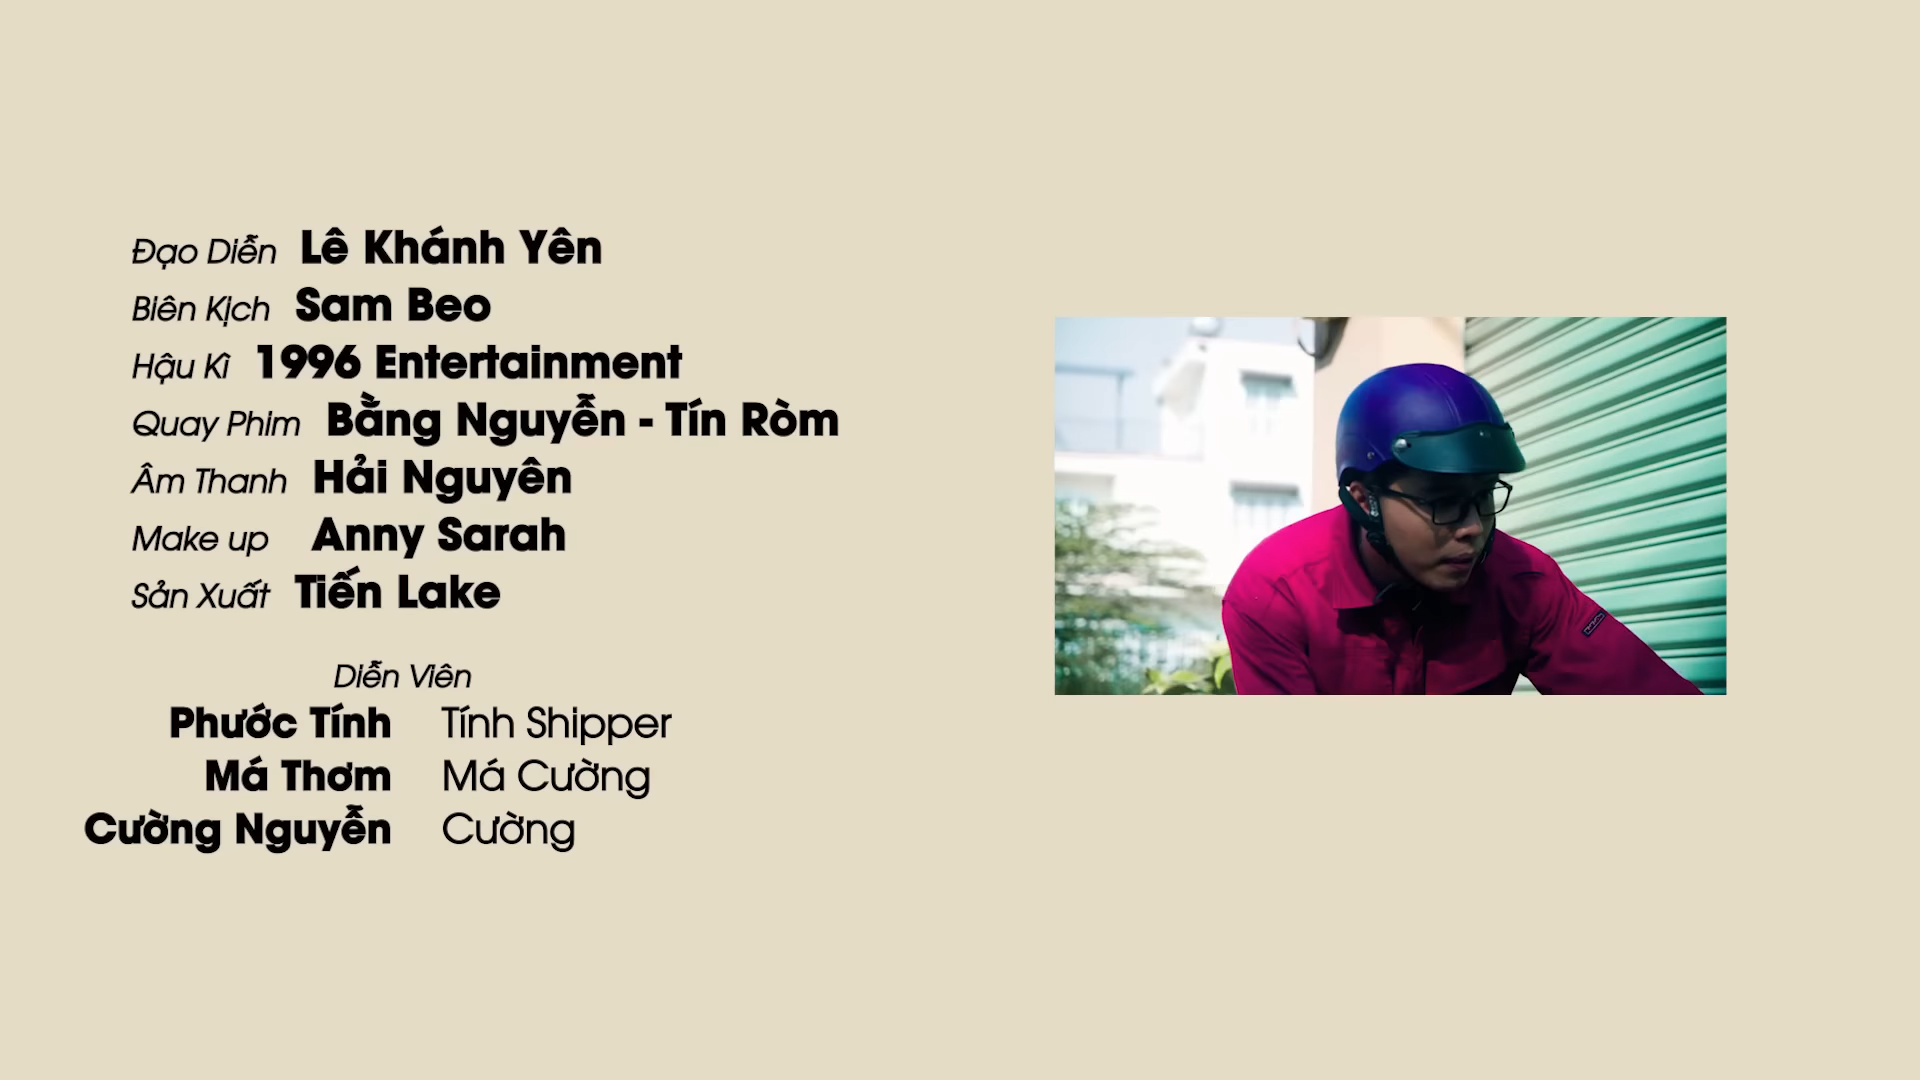 Đạo Diễn Lê Khánh Yên
Biên Kịch Sam Beo
Hậu Kì 1996 Entertainment
Quay Phim Bằng Nguyễn - Tín Ròm
Âm Thanh Hải Nguyên
Make up Anny Sarah
Sản Xuất Tiến Lake
Diễn Viên
Phước Tính Tính Shipper
Má Thơm Má Cường
Cường Nguyễn Cường